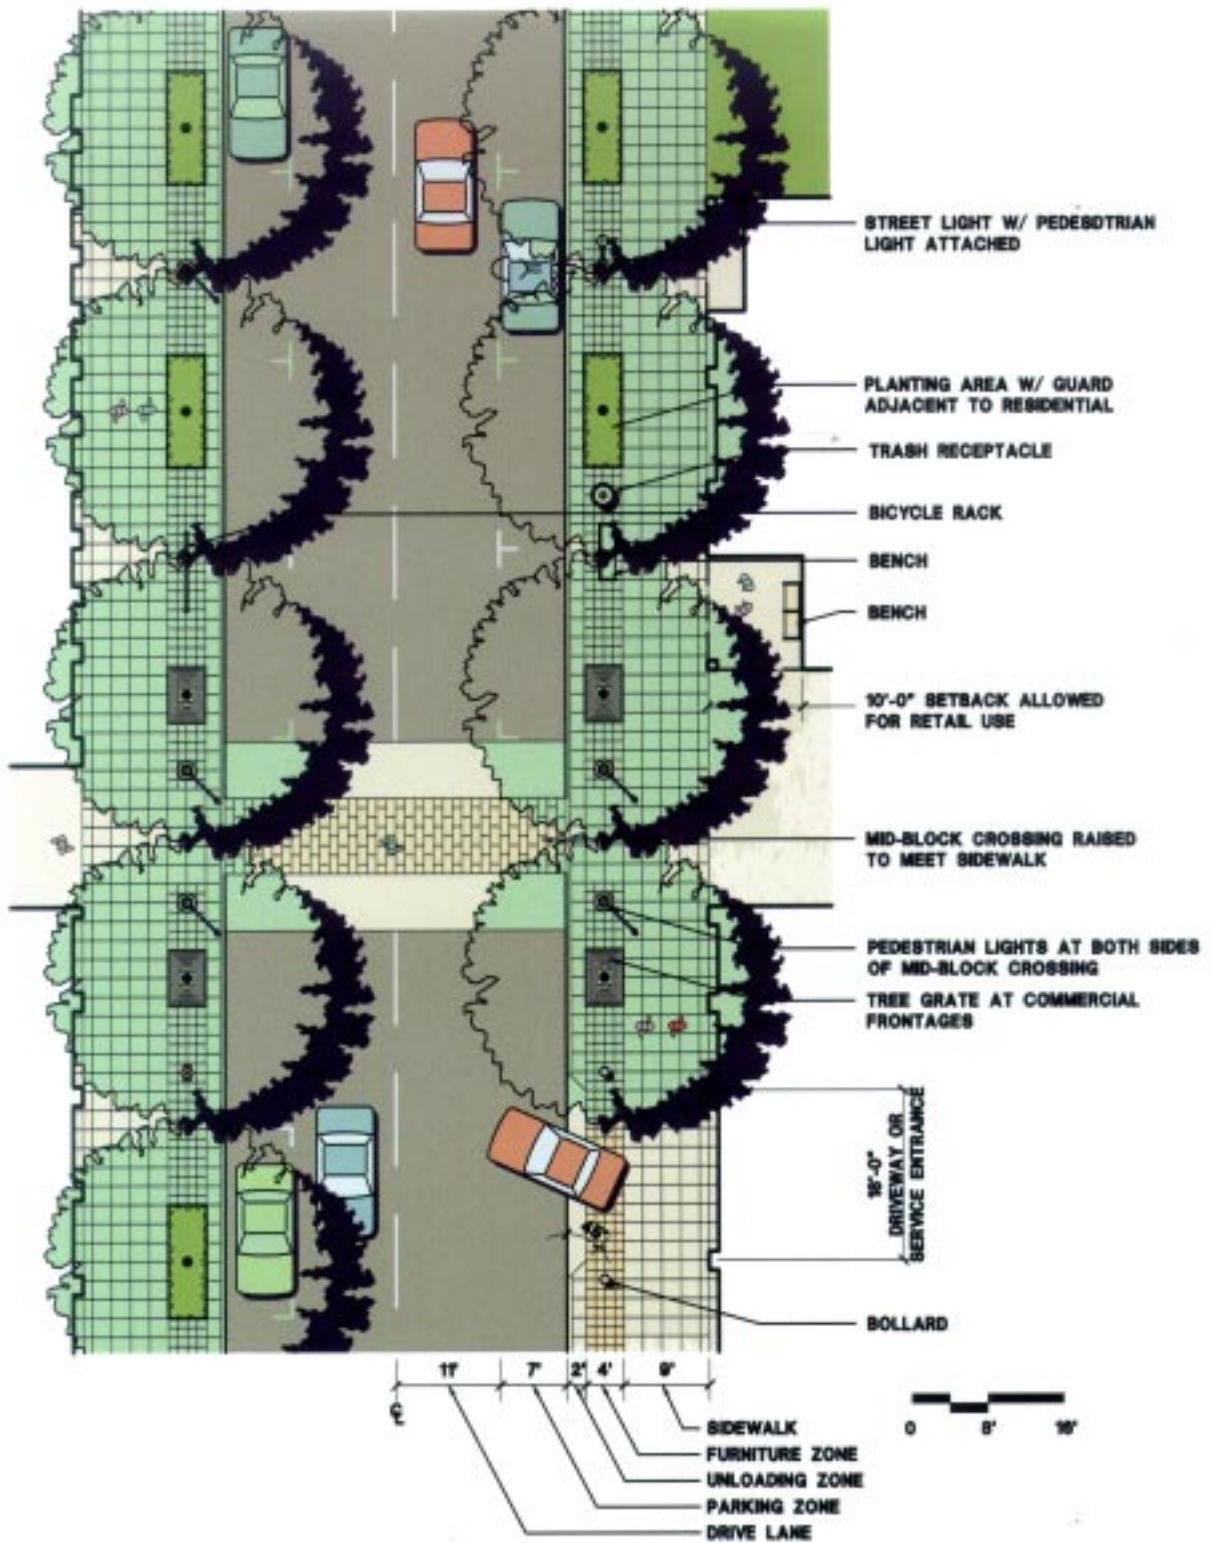 STREET LIGHT W/ PEDESDTRIAN
LIGHT ATTACHED
PLANTING AREA W/ GUARD
ADJACENT TO RESIDENTIAL
TRASH RECEPTACLE
BICYCLE RACK
BENCH
BENCH
10'-0" SETBACK ALLOWED
FOR RETAIL USE
MID-BLOCK CROSSING RAISED
TO MEET SIDEWALK
PEDESTRIAN LIGHTS AT BOTH SIDES
OF MID-BLOCK CROSSING
TREE GRATE AT COMMERCIAL
FRONTAGES
18'-0"
DRIVEWAY OR
SERVICE ENTRANCE
BOLLARD
11' 7' 2' 4' 9'
SIDEWALK
FURNITURE ZONE
UNLOADING ZONE
PARKING ZONE
DRIVE LANE
0 8' 16'